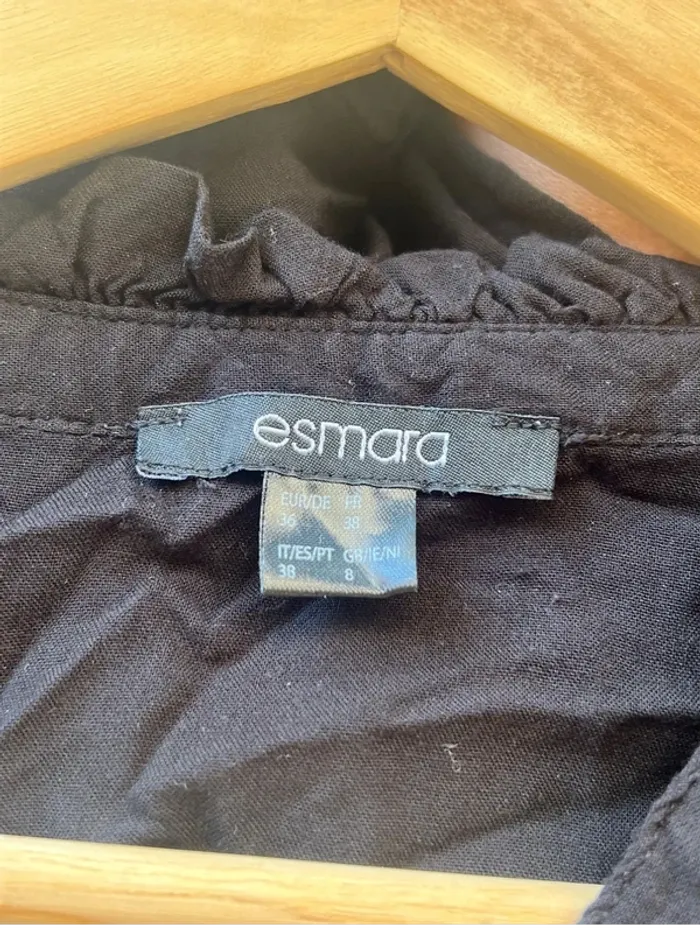 esmara
EUR/DE FR
36 38
IT/ES/PT GB/IE/NI
38 8